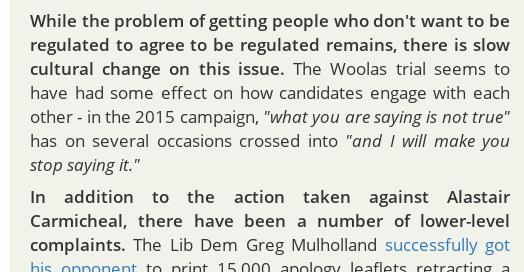 While the problem of getting people who don't want to be
regulated to agree to be regulated remains, there is slow
cultural change on this issue. The Woolas trial seems to
have had some effect on how candidates engage with each
other - in the 2015 campaign, "what you are saying is not true"
has on several occasions crossed into "and I will make you
stop saying it."
In addition to the action taken against Alastair
Carmicheal, there have been a number of lower-level
complaints. The Lib Dem Greg Mulholland successfully got
his opponent to print 15,000 apology leaflets retracting a